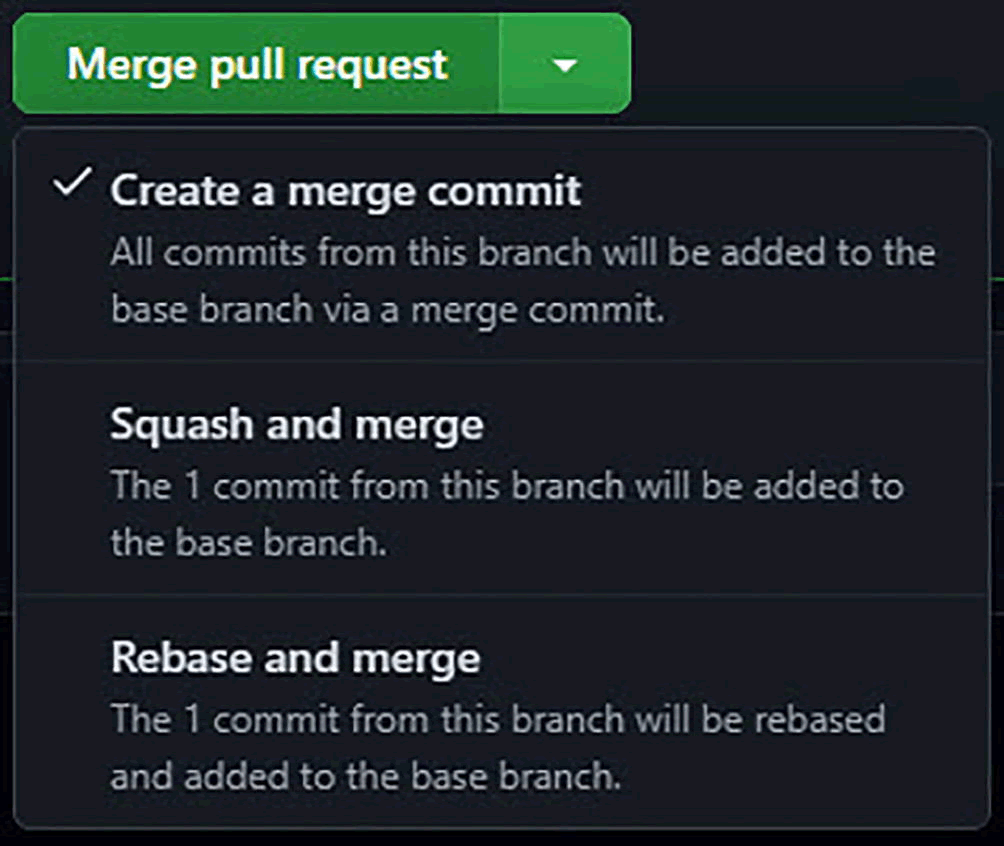 Merge pull request
Create a merge commit
All commits from this branch will be added to the
base branch via a merge commit.
Squash and merge
The 1 commit from this branch will be added to
the base branch.
Rebase and merge
The 1 commit from this branch will be rebased
and added to the base branch.